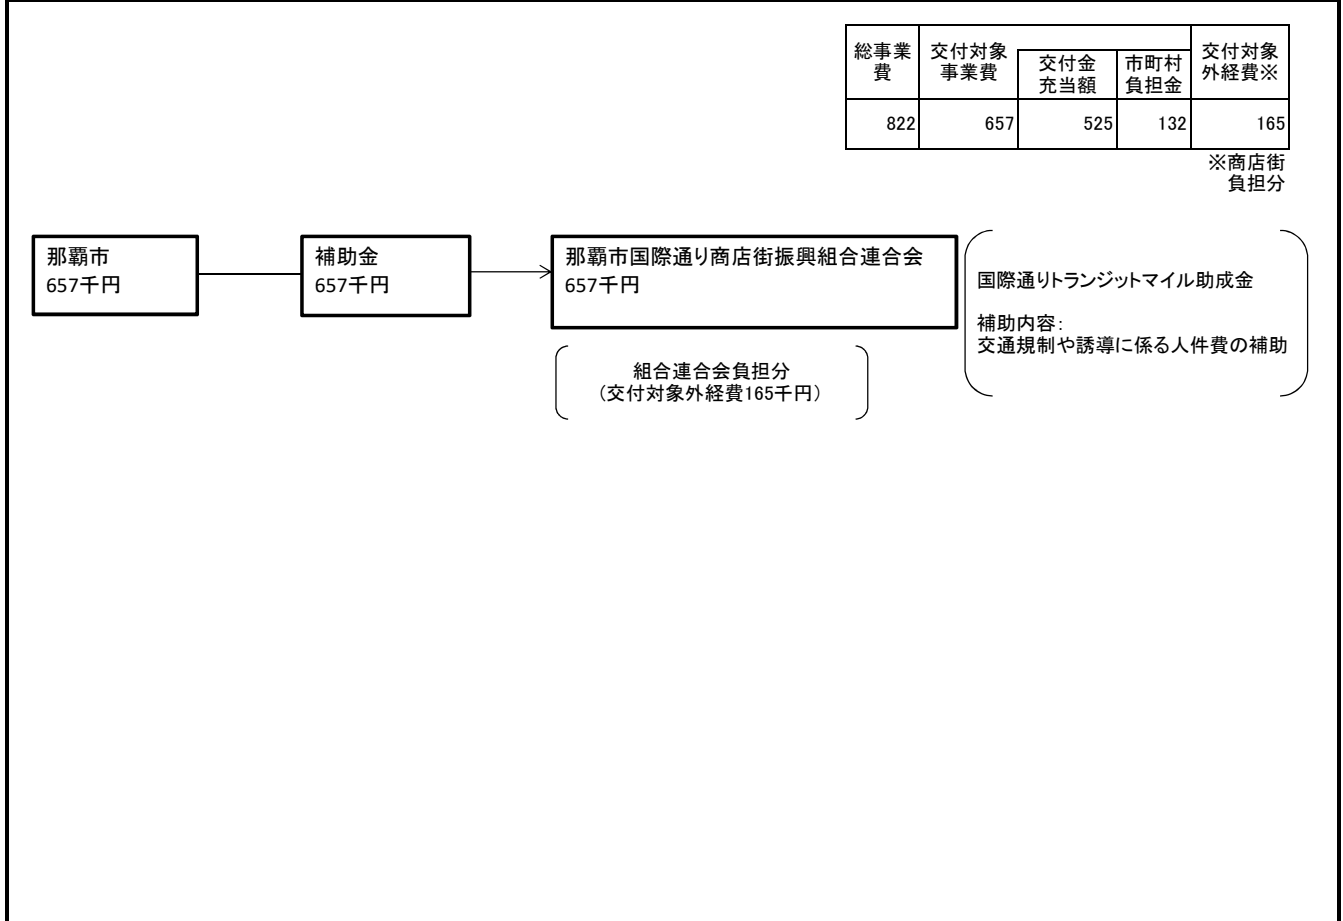 総事業
費
交付対象
事業費
交付金
充当額
市町村
負担金
交付対象
外経費※
822
657
525
132
165
※商店街
負担分
那覇市
657千円
補助金
657千円
那覇市国際通り商店街振興組合連合会
657千円
国際通りトランジットマイル助成金
補助内容：
交通規制や誘導に係る人件費の補助
組合連合会負担分
（交付対象外経費165千円）